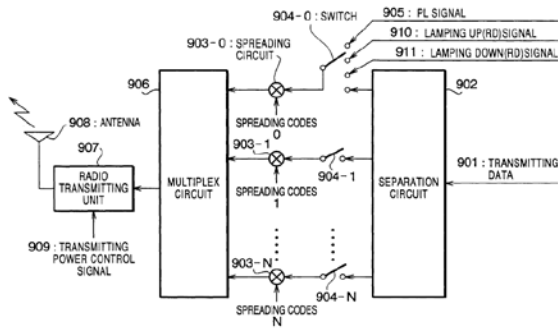 904-0 : SWITCH
905 : PL SIGNAL
910 : LAMPING UP(RD)SIGNAL
911 : LAMPING DOWN(RD)SIGNAL
903-0 : SPREADING
CIRCUIT
906
902
908 : ANTENNA
SPREADING CODES
0
907
RADIO
TRANSMITTING
UNIT
MULTIPLEX
CIRCUIT
903-1
904-1
SPREADING CODES
1
SEPARATION
CIRCUIT
901 : TRANSMITTING
DATA
909 : TRANSMITTING
POWER CONTROL
SIGNAL
903-N
904-N
SPREADING CODES
N